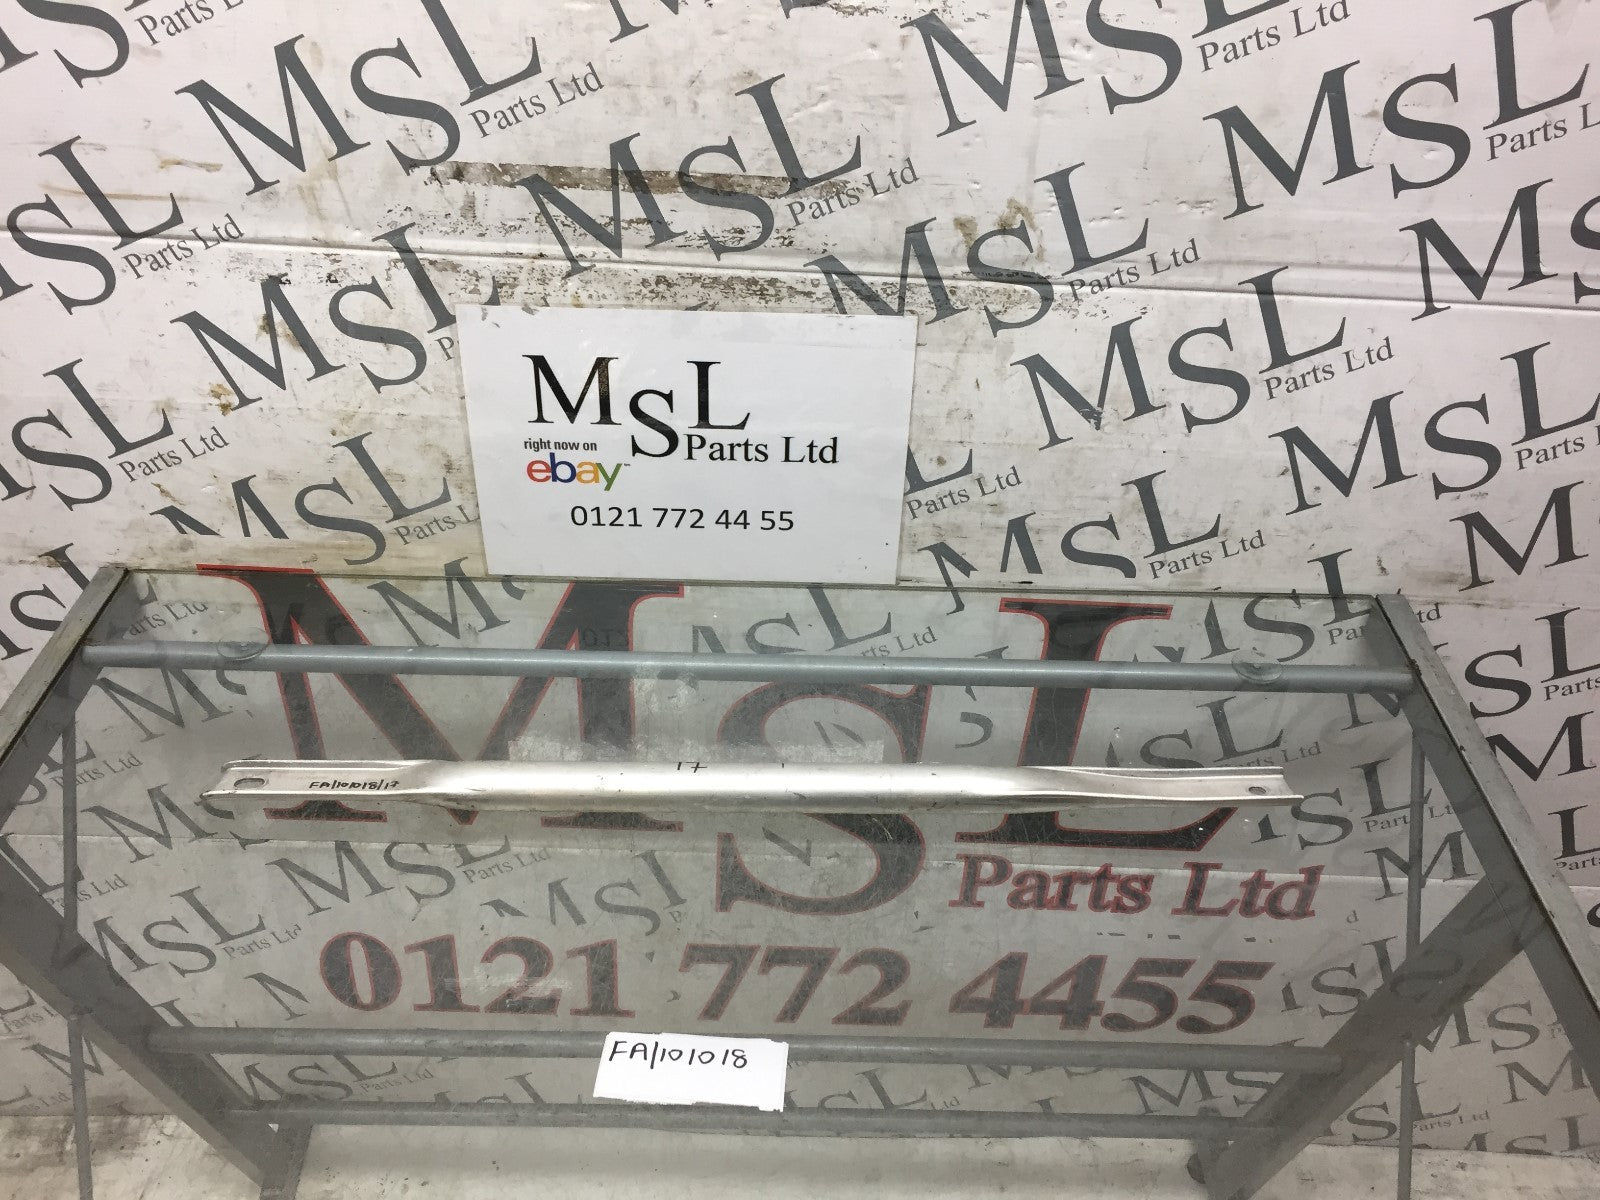 MSL
Parts Ltd
right now on
ebay
0121 772 44 55
MSL
Parts Ltd
17
FA/101018/17
0121 772 4455
FA/101018